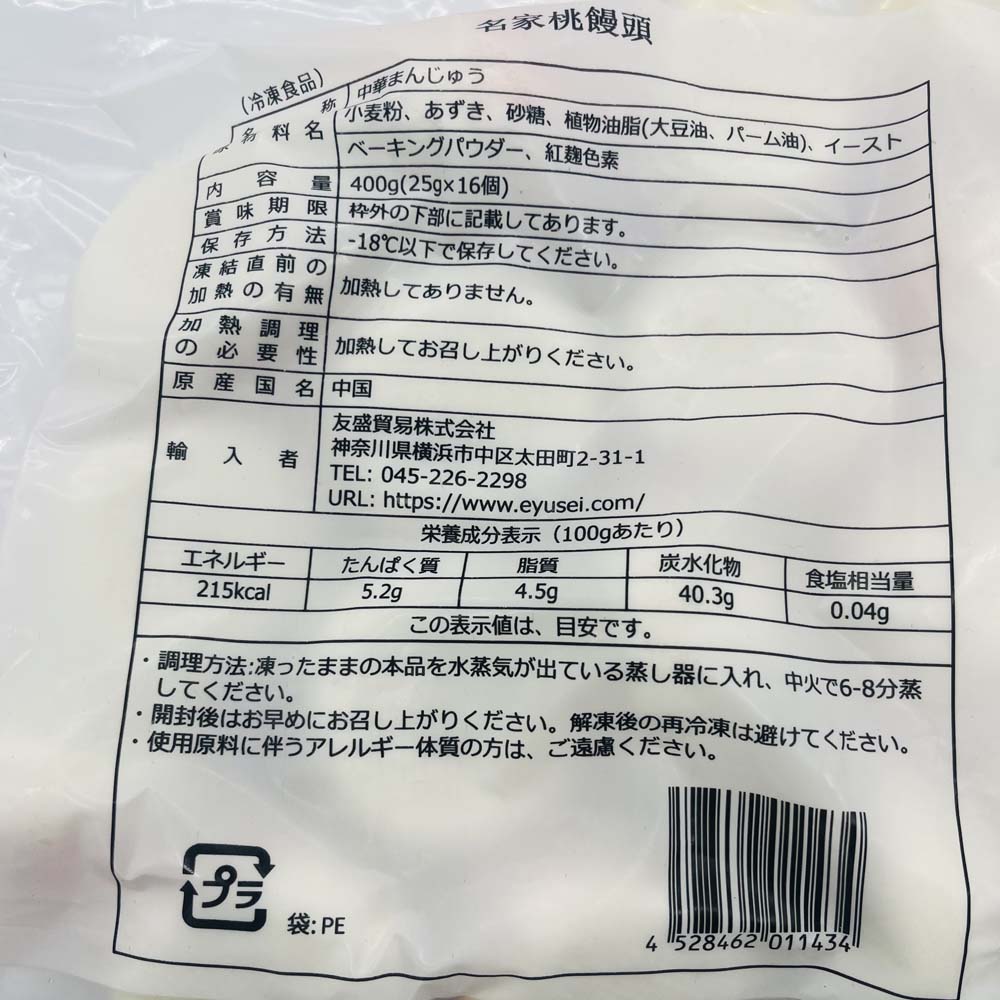 名家桃饅頭
(冷凍食品)
称 中華まんじゅう
名料名 小麦粉、あずき、砂糖、植物油脂(大豆油、パーム油)、イースト
ベーキングパウダー、紅麹色素
内容量 400g(25g×16個)
賞味期限 枠外の下部に記載してあります。
保存方法 -18℃以下で保存してください。
凍結直前の
加熱の有無 加熱してありません。
加熱調理
の必要性 加熱してお召し上がりください。
原産国名 中国
輸入者 友盛貿易株式会社
神奈川県横浜市中区太田町2-31-1
TEL: 045-226-2298
URL: https://www.eyusei.com/
栄養成分表示（100gあたり）
エネルギー たんぱく質 脂質 炭水化物 食塩相当量
215kcal 5.2g 4.5g 40.3g 0.04g
この表示値は、目安です。
・調理方法:凍ったままの本品を水蒸気が出ている蒸し器に入れ、中火で6-8分蒸
してください。
・開封後はお早めにお召し上がりください。解凍後の再冷凍は避けてください。
・使用原料に伴うアレルギー体質の方は、ご遠慮ください。
プラ
袋: PE
4 528462 011434